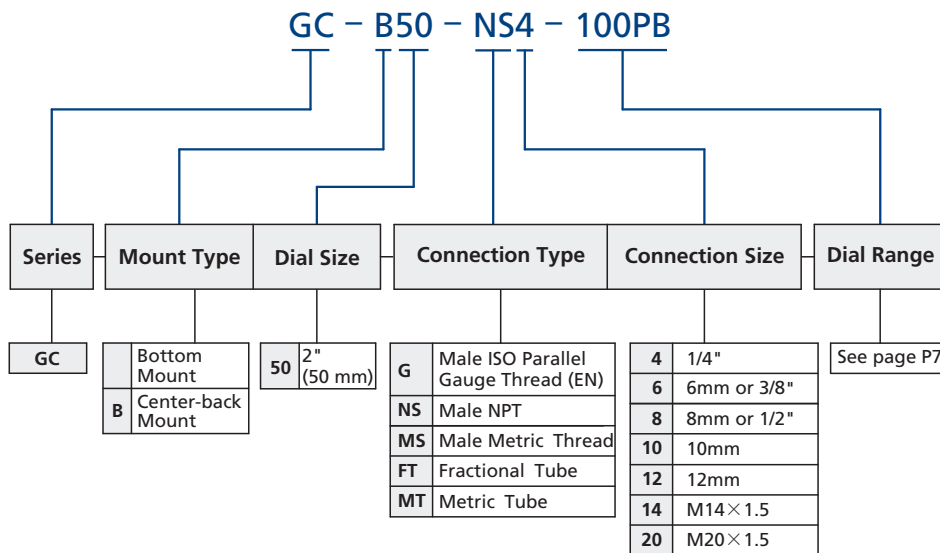 GC – B50 – NS4 – 100PB
Series
Mount Type
Dial Size
Connection Type
Connection Size
Dial Range
GC
Bottom
Mount
B Center-back
Mount
50 2"
(50 mm)
G Male ISO Parallel
Gauge Thread (EN)
NS Male NPT
MS Male Metric Thread
FT Fractional Tube
MT Metric Tube
4 1/4"
6 6mm or 3/8"
8 8mm or 1/2"
10 10mm
12 12mm
14 M14×1.5
20 M20×1.5
See page P7